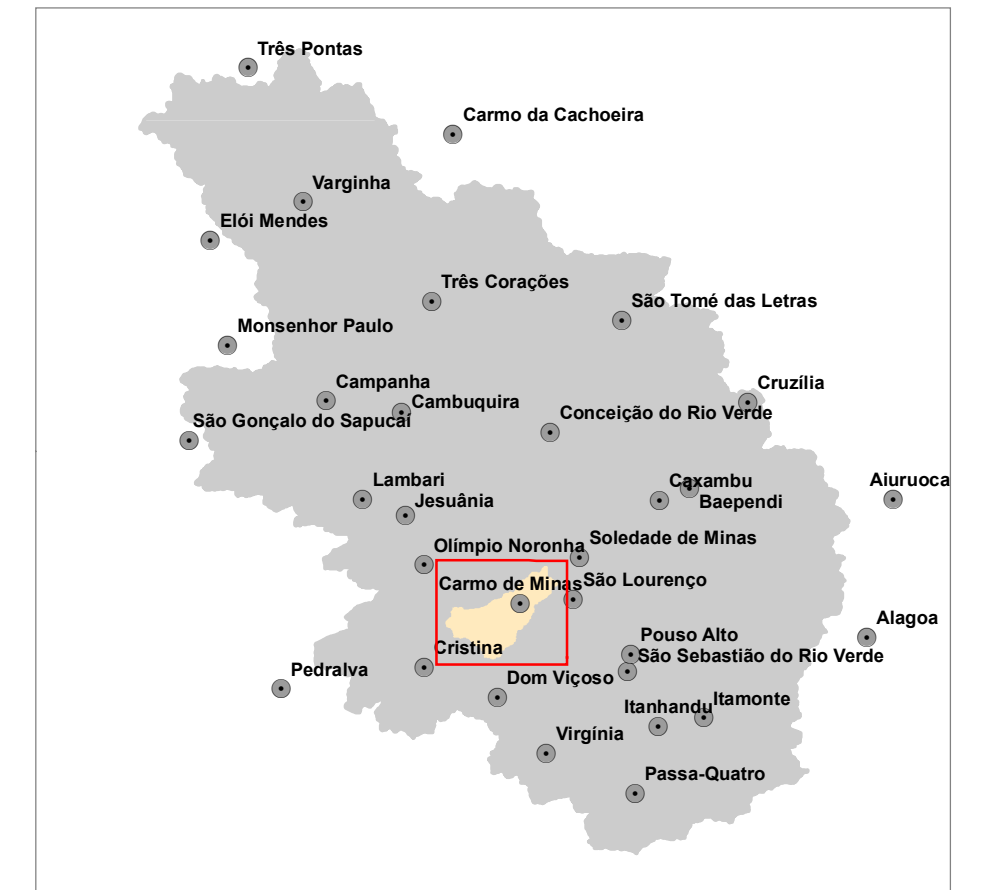 Três Pontas
Carmo da Cachoeira
Varginha
Elói Mendes
Três Corações
São Tomé das Letras
Monsenhor Paulo
Campanha
Cruzília
Cambuquira
Conceição do Rio Verde
São Gonçalo do Sapucaí
Lambari
Caxambu
Aiuruoca
Jesuânia
Baependi
Soledade de Minas
Olímpio Noronha
Carmo de Minas
São Lourenço
Alagoa
Pouso Alto
Cristina
São Sebastião do Rio Verde
Pedralva
Dom Viçoso
Itamonte
Itanhandu
Virgínia
Passa-Quatro